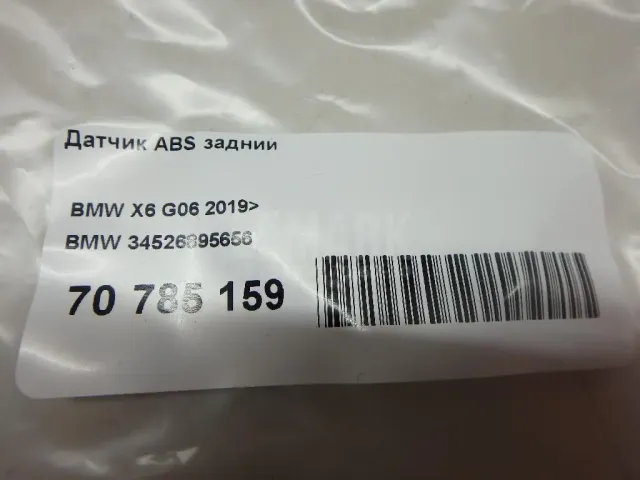 Датчик ABS задний
BMW X6 G06 2019>
BMW 34526895656
70 785 159